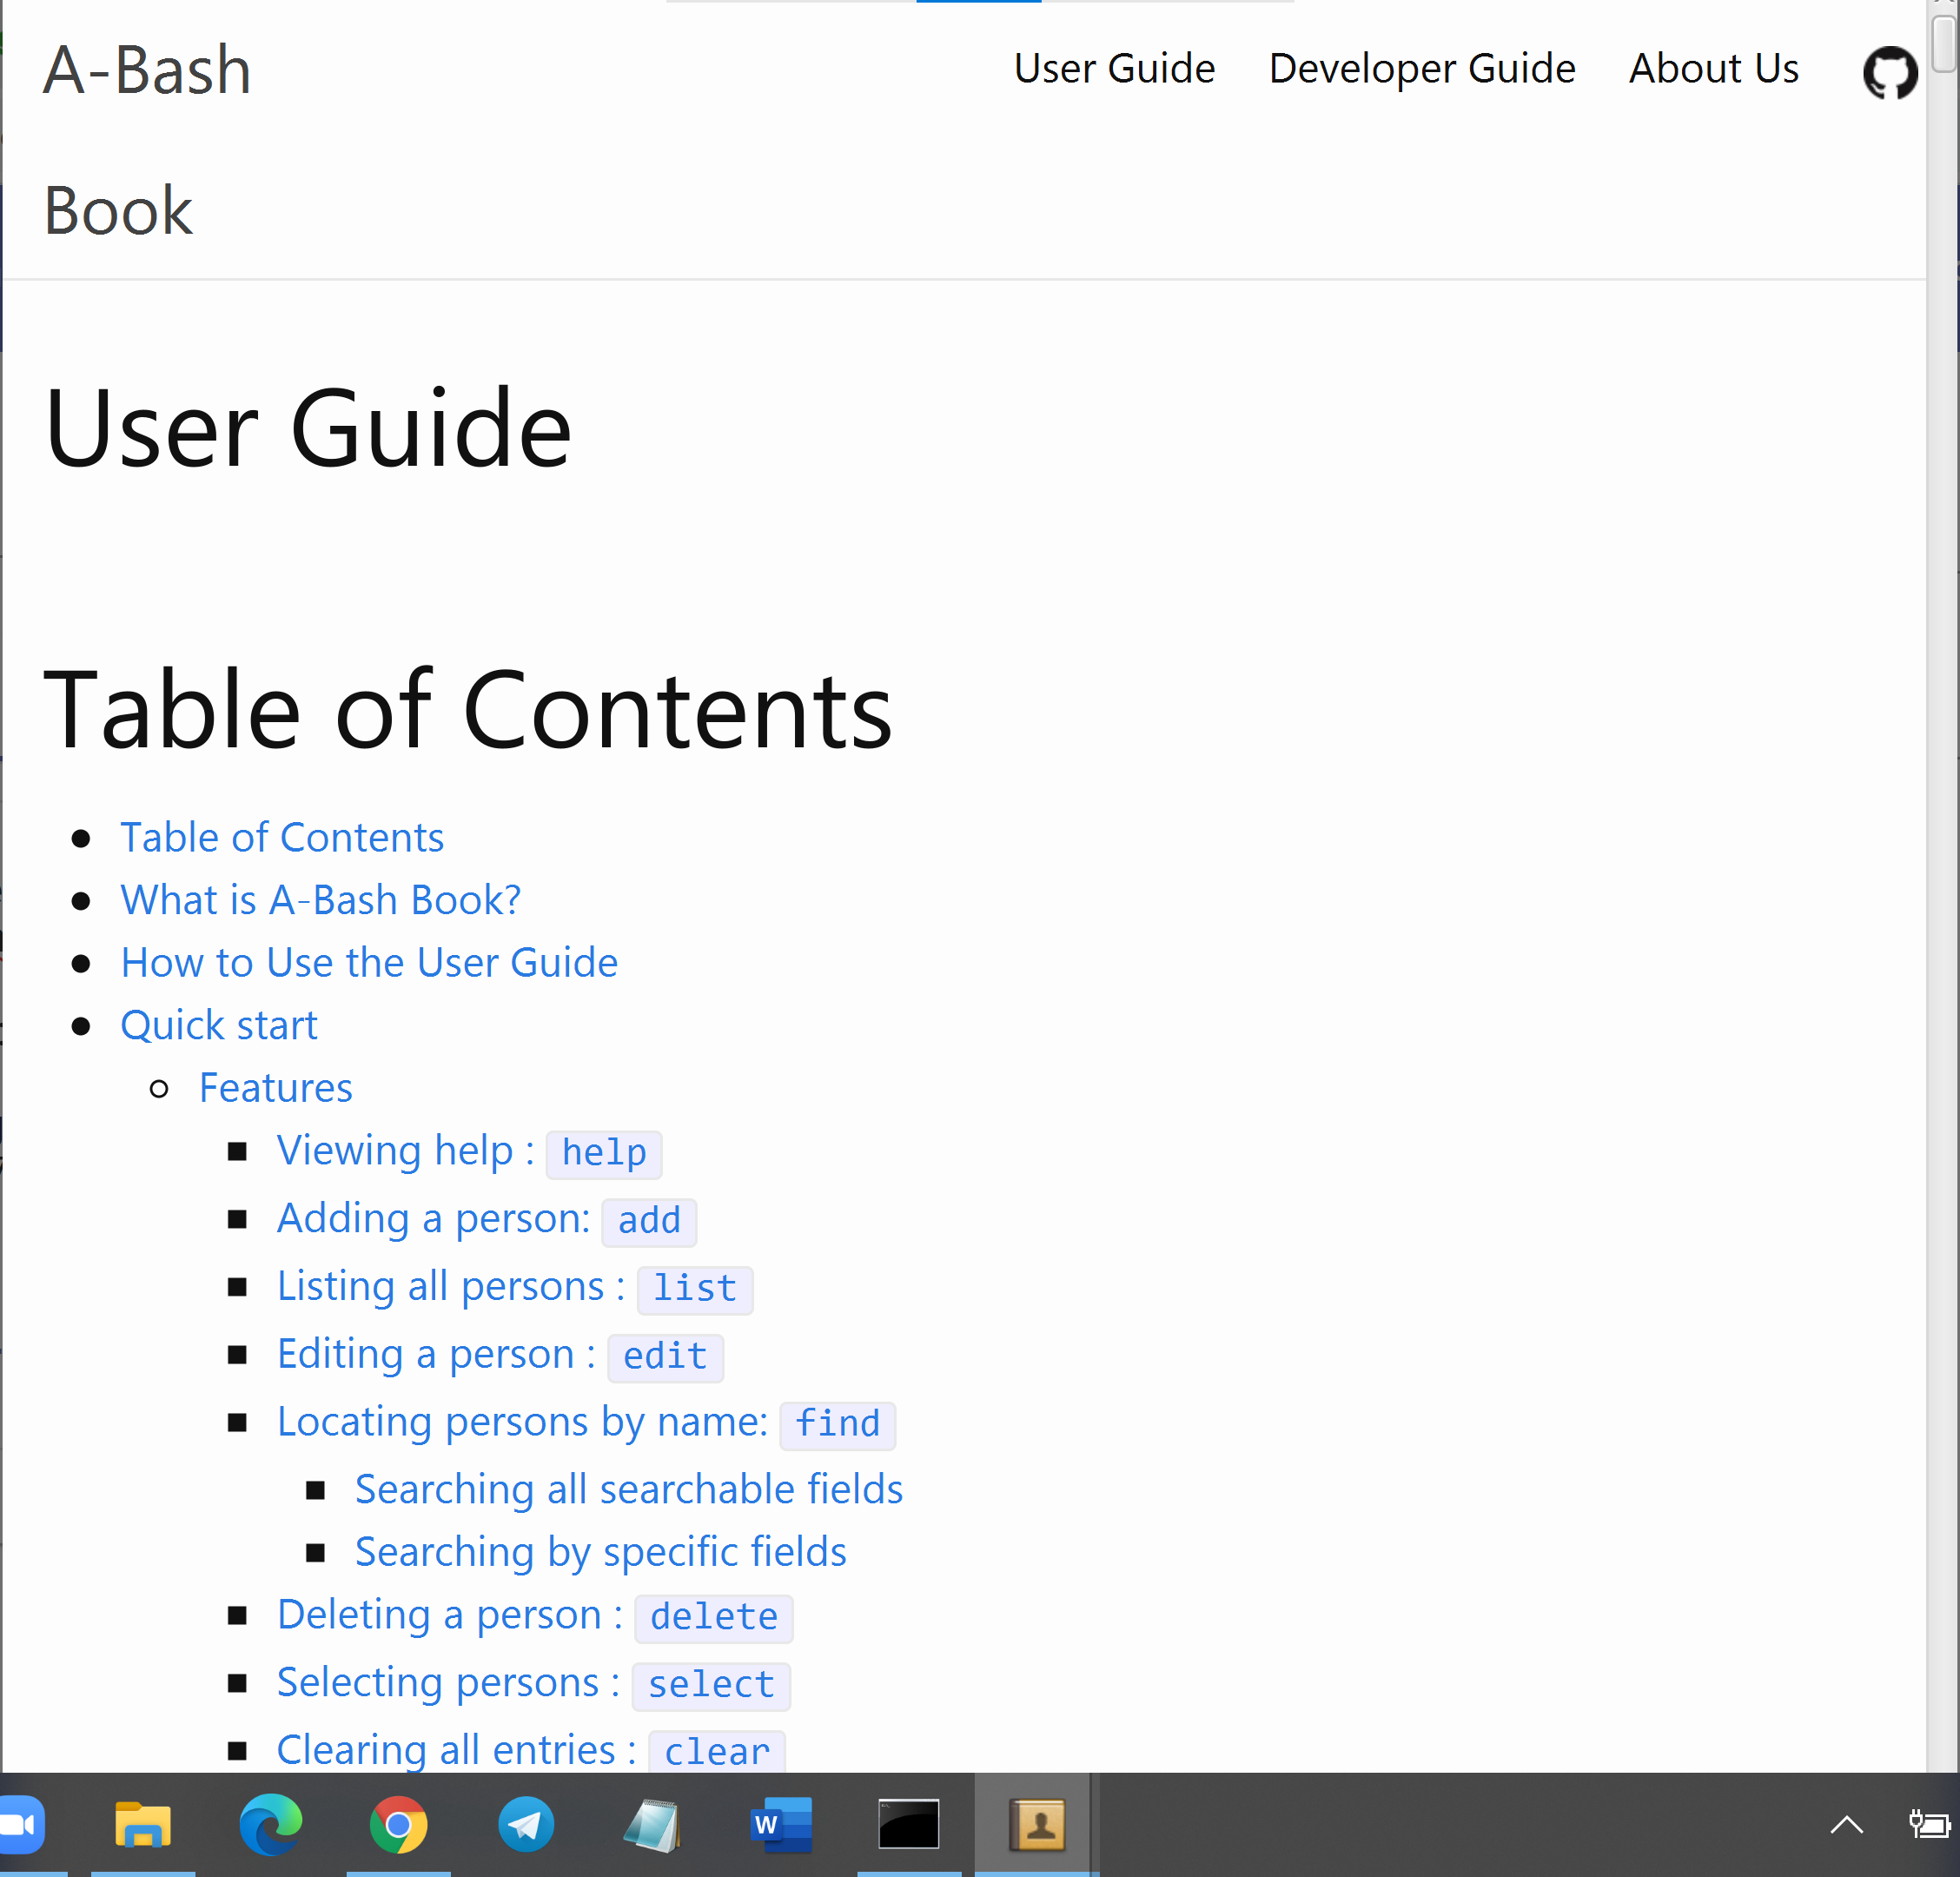 A-Bash
Book
User Guide Developer Guide About Us
User Guide
Table of Contents
Table of Contents
What is A-Bash Book?
How to Use the User Guide
Quick start
Features
Viewing help : help
Adding a person: add
Listing all persons : list
Editing a person : edit
Locating persons by name: find
Searching all searchable fields
Searching by specific fields
Deleting a person : delete
Selecting persons : select
Clearing all entries : clear
W